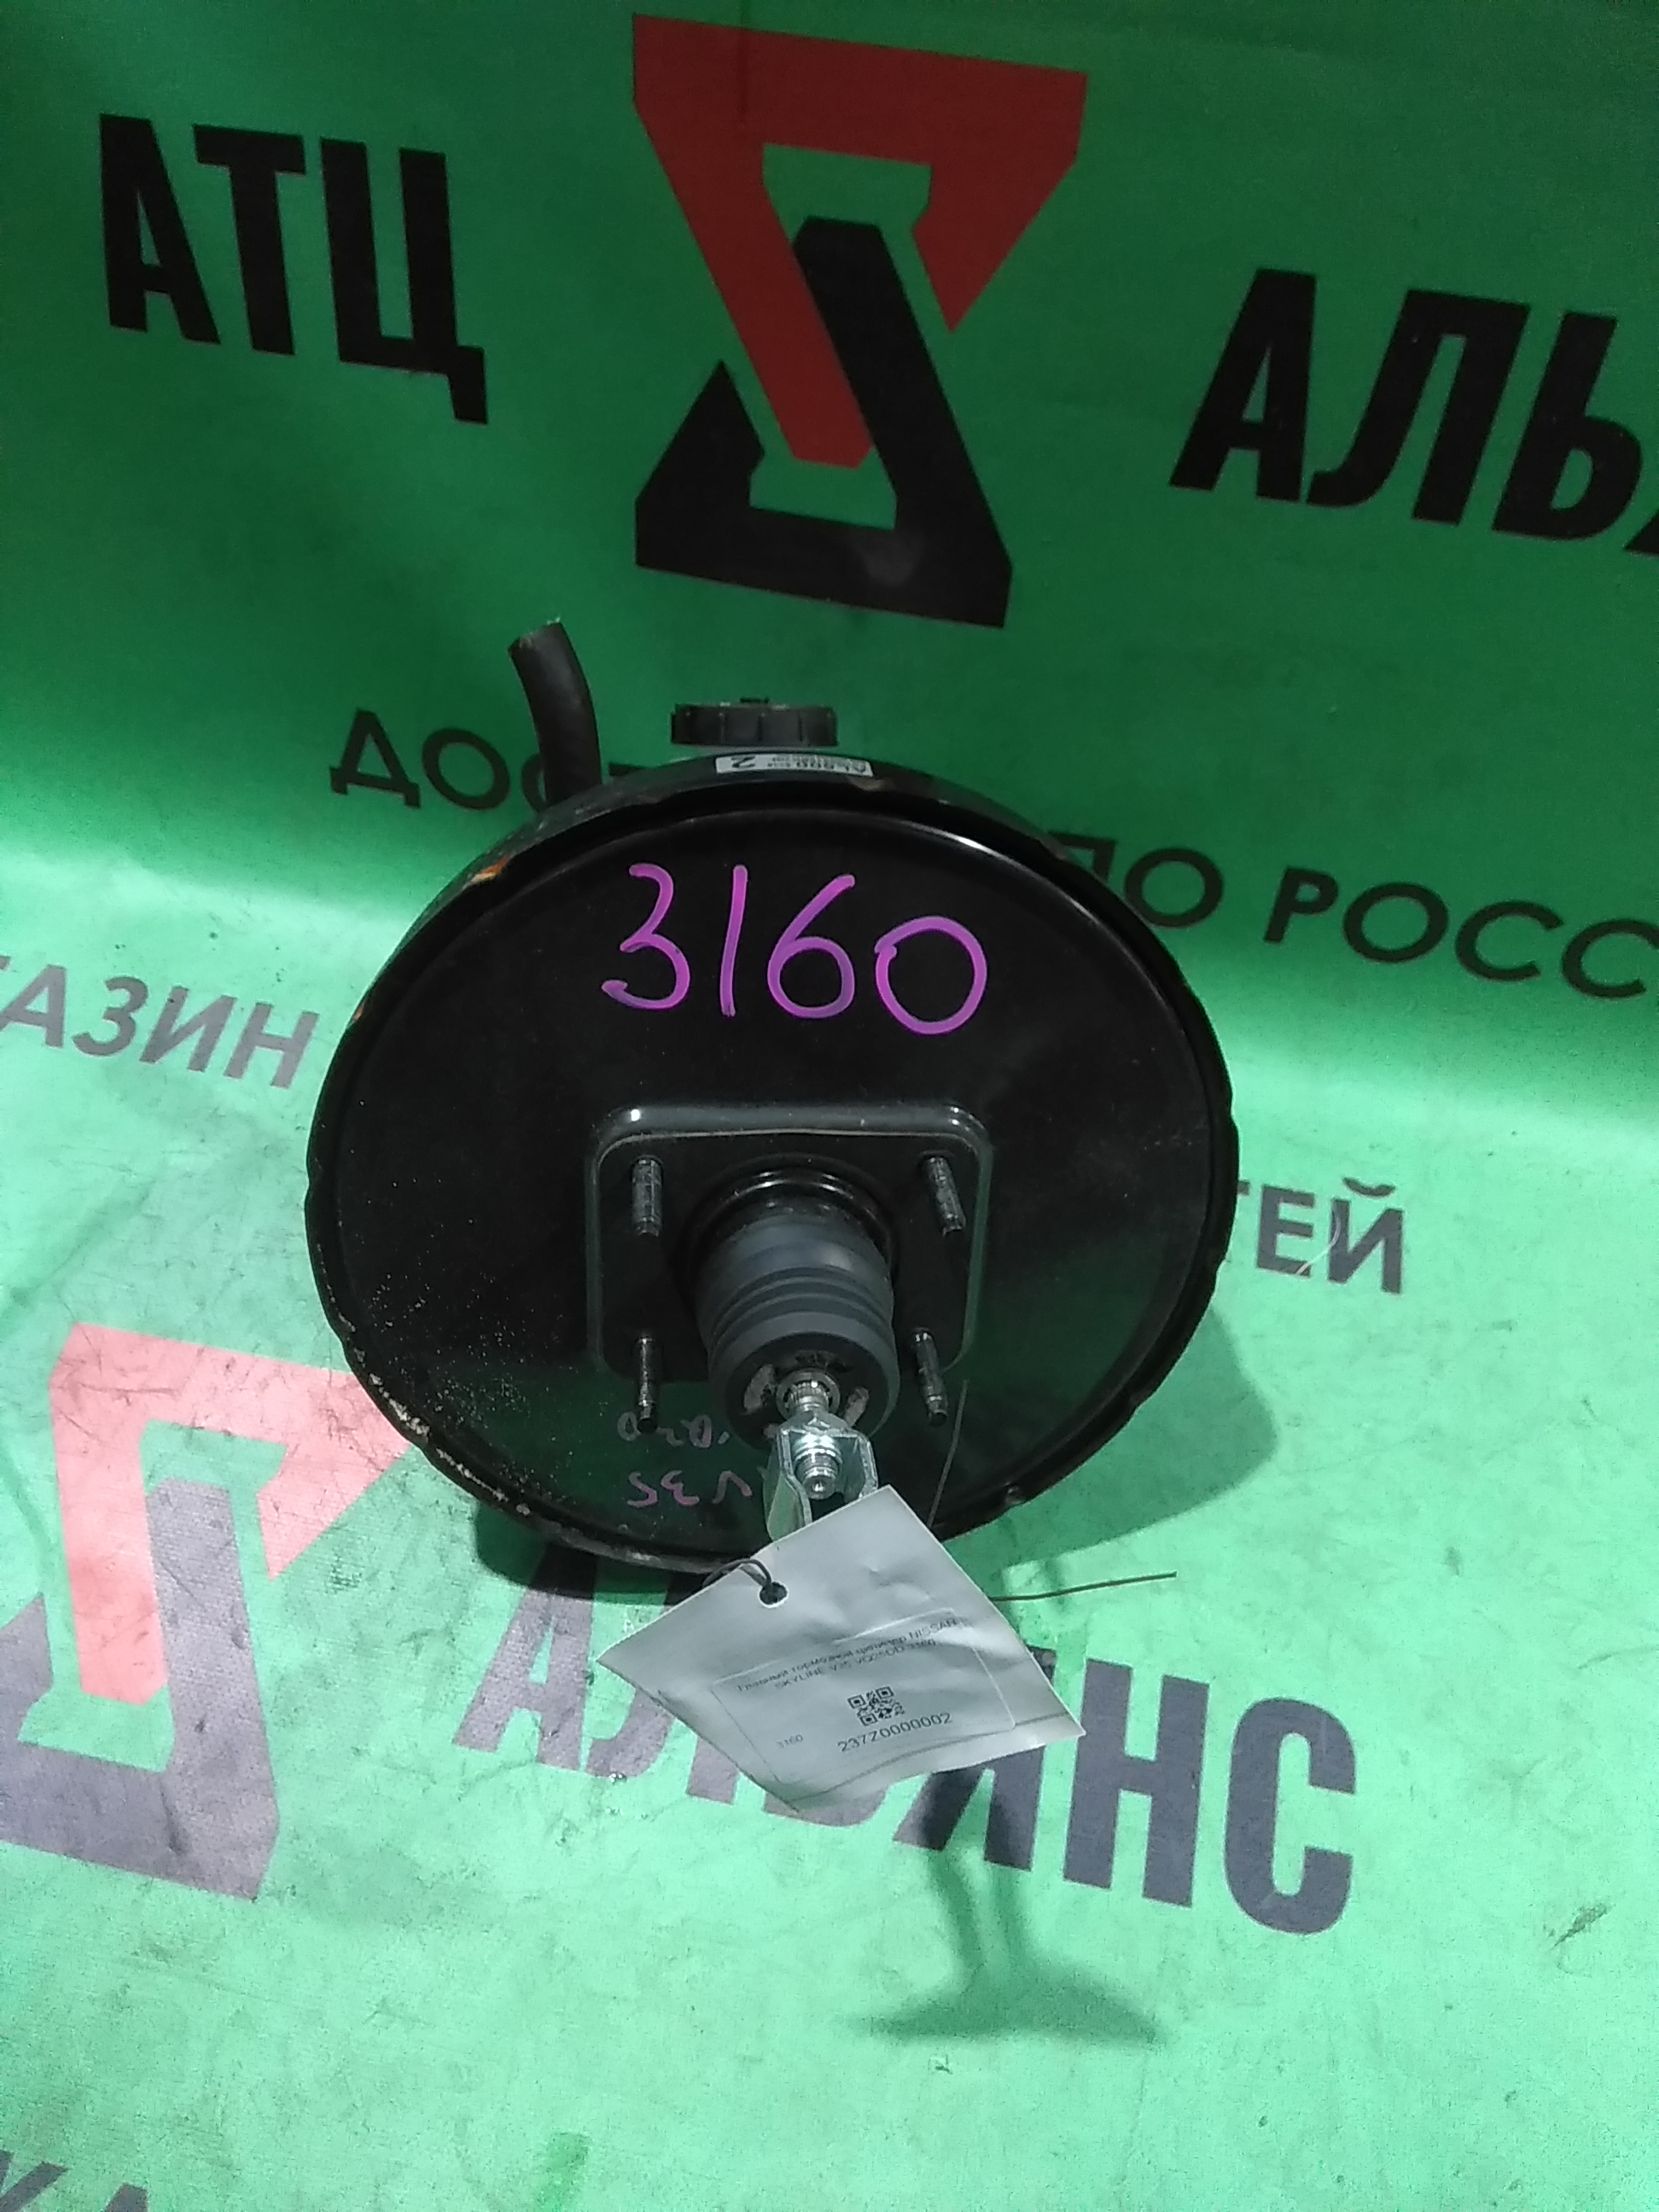 АТЦ
АЛЬ
ДОС
ПО РОСС
3160
АЗИН
ТЕЙ
V35
Главный тормозной цилиндр NISSAN
SKYLINE V35 VQ25DD 3160
3160
237Z0000002
АЛЬЯНС